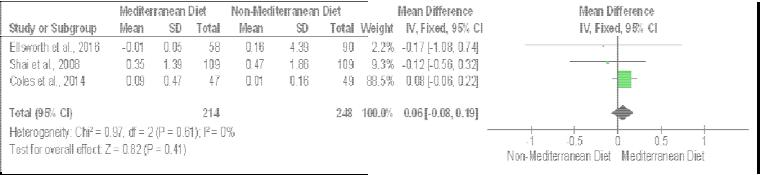 Mediterranean Diet Non-Mediterranean Diet Mean Difference Mean Difference
Study or Subgroup Mean SD Total Mean SD Total Weight IV, Fixed, 95% CI IV, Fixed, 95% CI
Ellsworth et al., 2016 -0.01 0.05 58 0.16 4.39 90 2.2% -0.17 [-1.08, 0.74]
Shai et al., 2008 0.35 1.39 109 0.47 1.86 109 9.3% -0.12 [-0.56, 0.32]
Coles et al., 2014 0.09 0.47 47 0.01 0.16 49 88.5% 0.08 [-0.06, 0.22]
Total (95% CI) 214 248 100.0% 0.06 [-0.08, 0.19]
Heterogeneity: Chi² = 0.97, df = 2 (P = 0.61); I² = 0%
Test for overall effect: Z = 0.82 (P = 0.41)
-1 -0.5 0 0.5 1
Non-Mediterranean Diet Mediterranean Diet